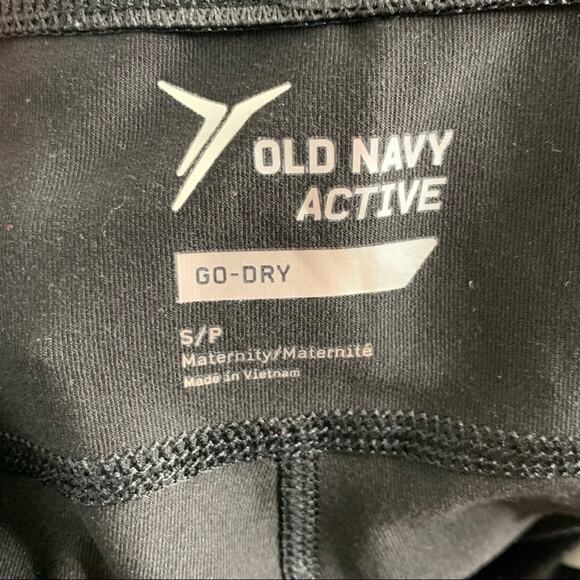 OLD NAVY
ACTIVE
GO-DRY
S/P
Maternity/Maternité
Made in Vietnam